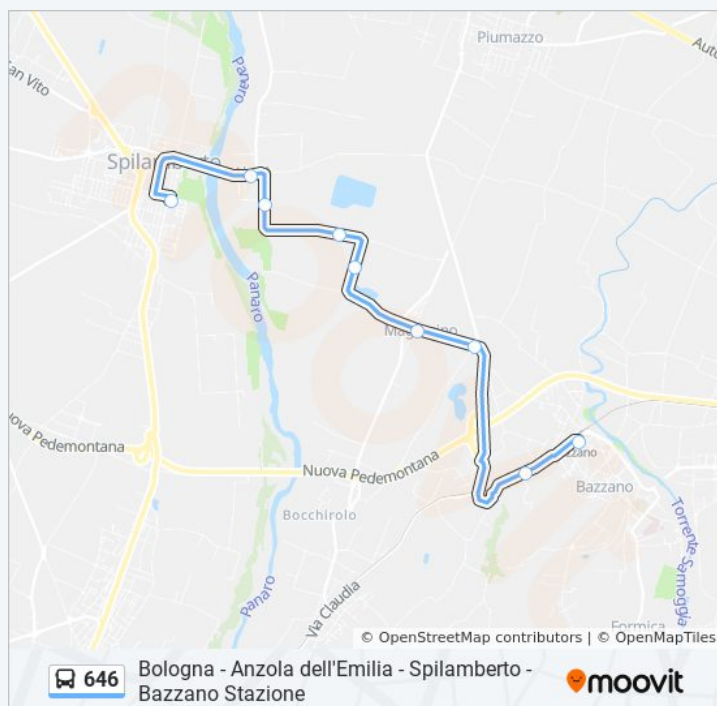 Piumazzo
Auto
San Vito
Panaro
Spilamberto
Panaro
Magazzino
Nuova Pedemontana
Nuova Pedemontana
Bazzano
Bocchirolo
Via Claudia
Torrente Samoggia
Panaro
Formica
© OpenStreetMap contributors | © OpenMapTiles
646
Bologna - Anzola dell'Emilia - Spilamberto -
Bazzano Stazione
moovit